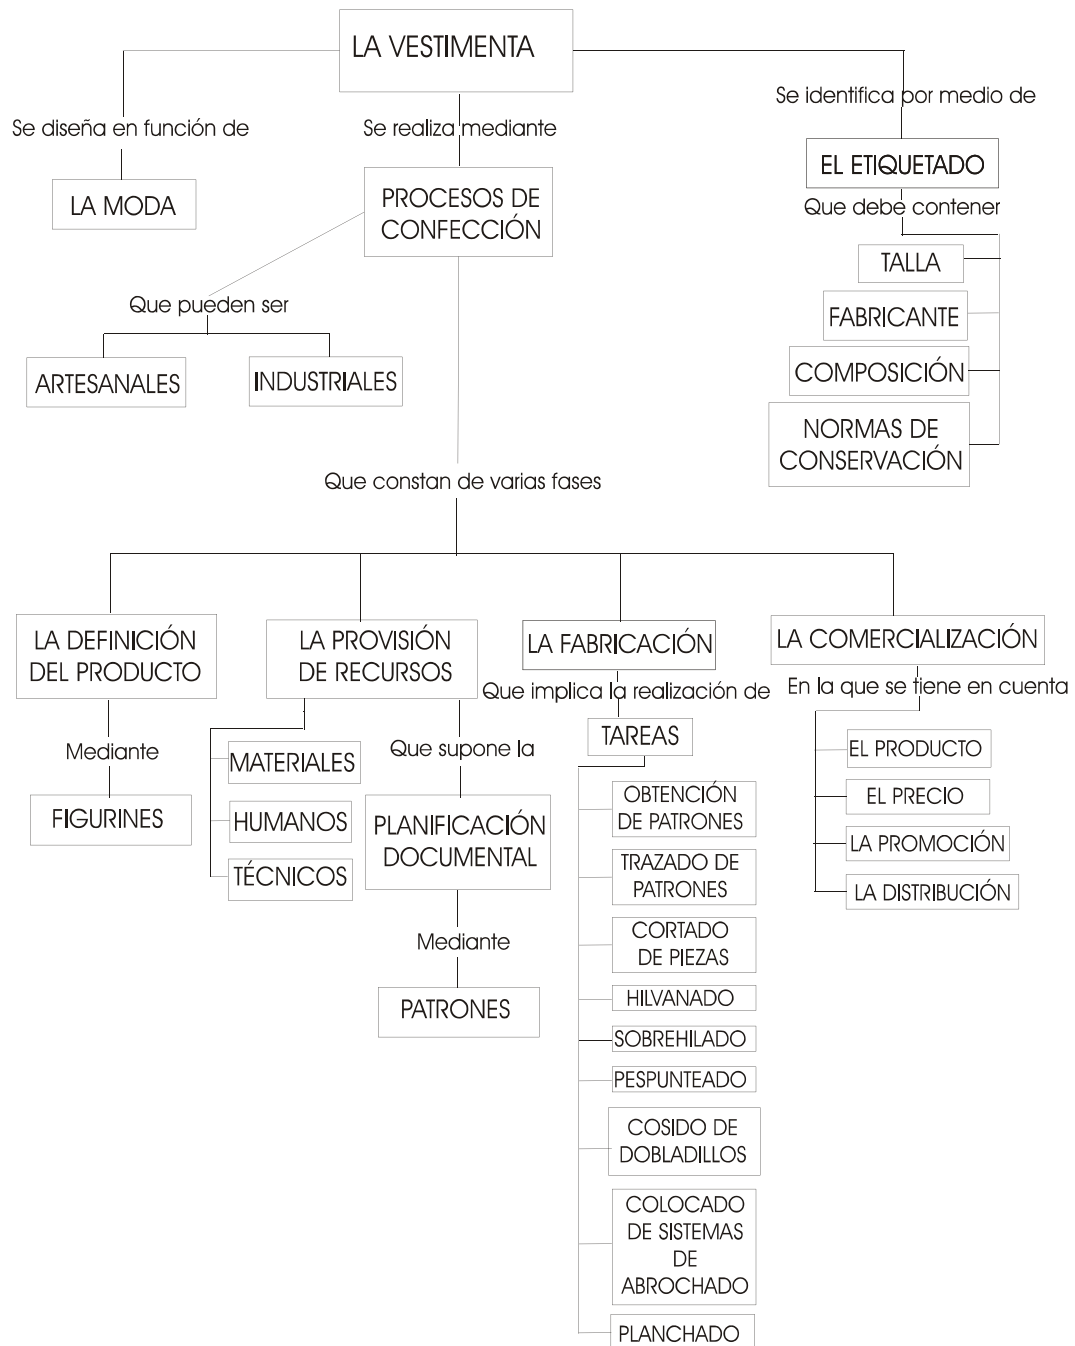 LA VESTIMENTA
Se diseña en función de
Se realiza mediante
Se identifica por medio de
LA MODA
PROCESOS DE
CONFECCIÓN
EL ETIQUETADO
Que debe contener
TALLA
FABRICANTE
COMPOSICIÓN
NORMAS DE
CONSERVACIÓN
Que pueden ser
ARTESANALES
INDUSTRIALES
Que constan de varias fases
LA DEFINICIÓN
DEL PRODUCTO
Mediante
FIGURINES
LA PROVISIÓN
DE RECURSOS
MATERIALES
HUMANOS
TÉCNICOS
Que supone la
PLANIFICACIÓN
DOCUMENTAL
Mediante
PATRONES
LA FABRICACIÓN
Que implica la realización de
TAREAS
OBTENCIÓN
DE PATRONES
TRAZADO DE
PATRONES
CORTADO
DE PIEZAS
HILVANADO
SOBREHILADO
PESPUNTEADO
COSIDO DE
DOBLADILLOS
COLOCADO
DE SISTEMAS
DE
ABROCHADO
PLANCHADO
LA COMERCIALIZACIÓN
En la que se tiene en cuenta
EL PRODUCTO
EL PRECIO
LA PROMOCIÓN
LA DISTRIBUCIÓN